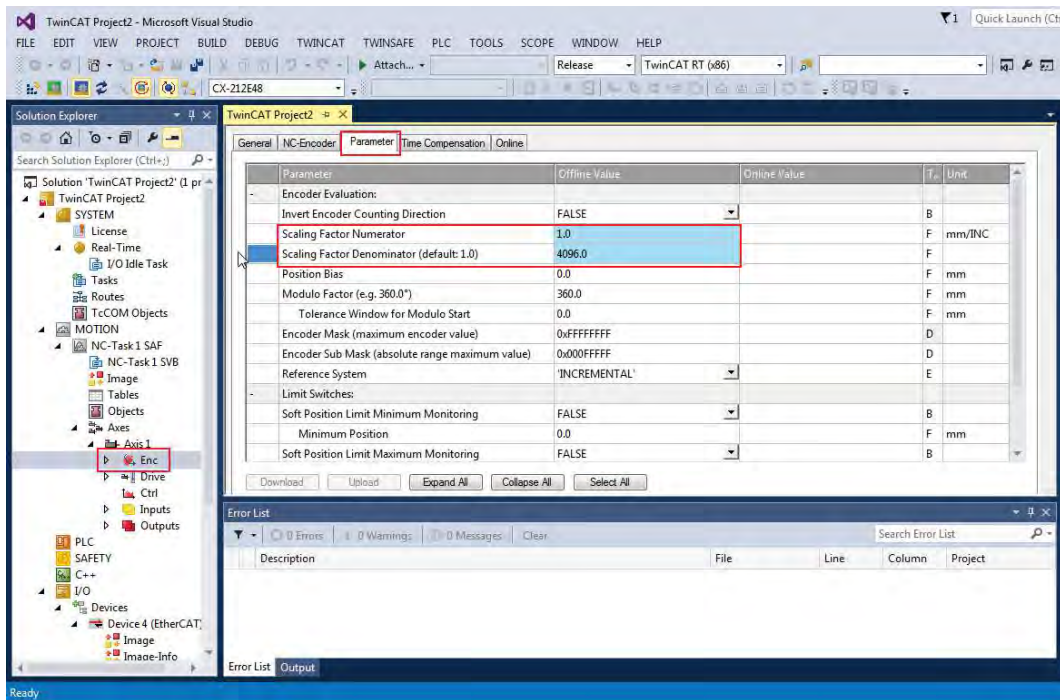 TwinCAT Project2 - Microsoft Visual Studio
1 Quick Launch (Ct
FILE EDIT VIEW PROJECT BUILD DEBUG TWINCAT TWINSAFE PLC TOOLS SCOPE WINDOW HELP
Attach... Release TwinCAT RT (x86)
CX-212E48
Solution Explorer
TwinCAT Project2
General NC-Encoder Parameter Time Compensation Online
Search Solution Explorer (Ctrl+;)
Solution 'TwinCAT Project2' (1 pr
TwinCAT Project2
SYSTEM
License
Real-Time
I/O Idle Task
Tasks
Routes
TcCOM Objects
MOTION
NC-Task 1 SAF
NC-Task 1 SVB
Image
Tables
Objects
Axes
Axis 1
Enc
Drive
Ctrl
Inputs
Outputs
PLC
SAFETY
C++
I/O
Devices
Device 4 (EtherCAT)
Image
Image-Info
Parameter Offline Value Online Value T.. Unit
- Encoder Evaluation:
Invert Encoder Counting Direction FALSE B
Scaling Factor Numerator 1.0 F mm/INC
Scaling Factor Denominator (default: 1.0) 4096.0 F
Position Bias 0.0 F mm
Modulo Factor (e.g. 360.0°) 360.0 F mm
Tolerance Window for Modulo Start 0.0 F mm
Encoder Mask (maximum encoder value) 0xFFFFFFFF D
Encoder Sub Mask (absolute range maximum value) 0x000FFFFF D
Reference System 'INCREMENTAL' E
- Limit Switches:
Soft Position Limit Minimum Monitoring FALSE B
Minimum Position 0.0 F mm
Soft Position Limit Maximum Monitoring FALSE B
Download Upload Expand All Collapse All Select All
Error List
0 Errors 0 Warnings 0 Messages Clear Search Error List
Description File Line Column Project
Error List Output
Ready